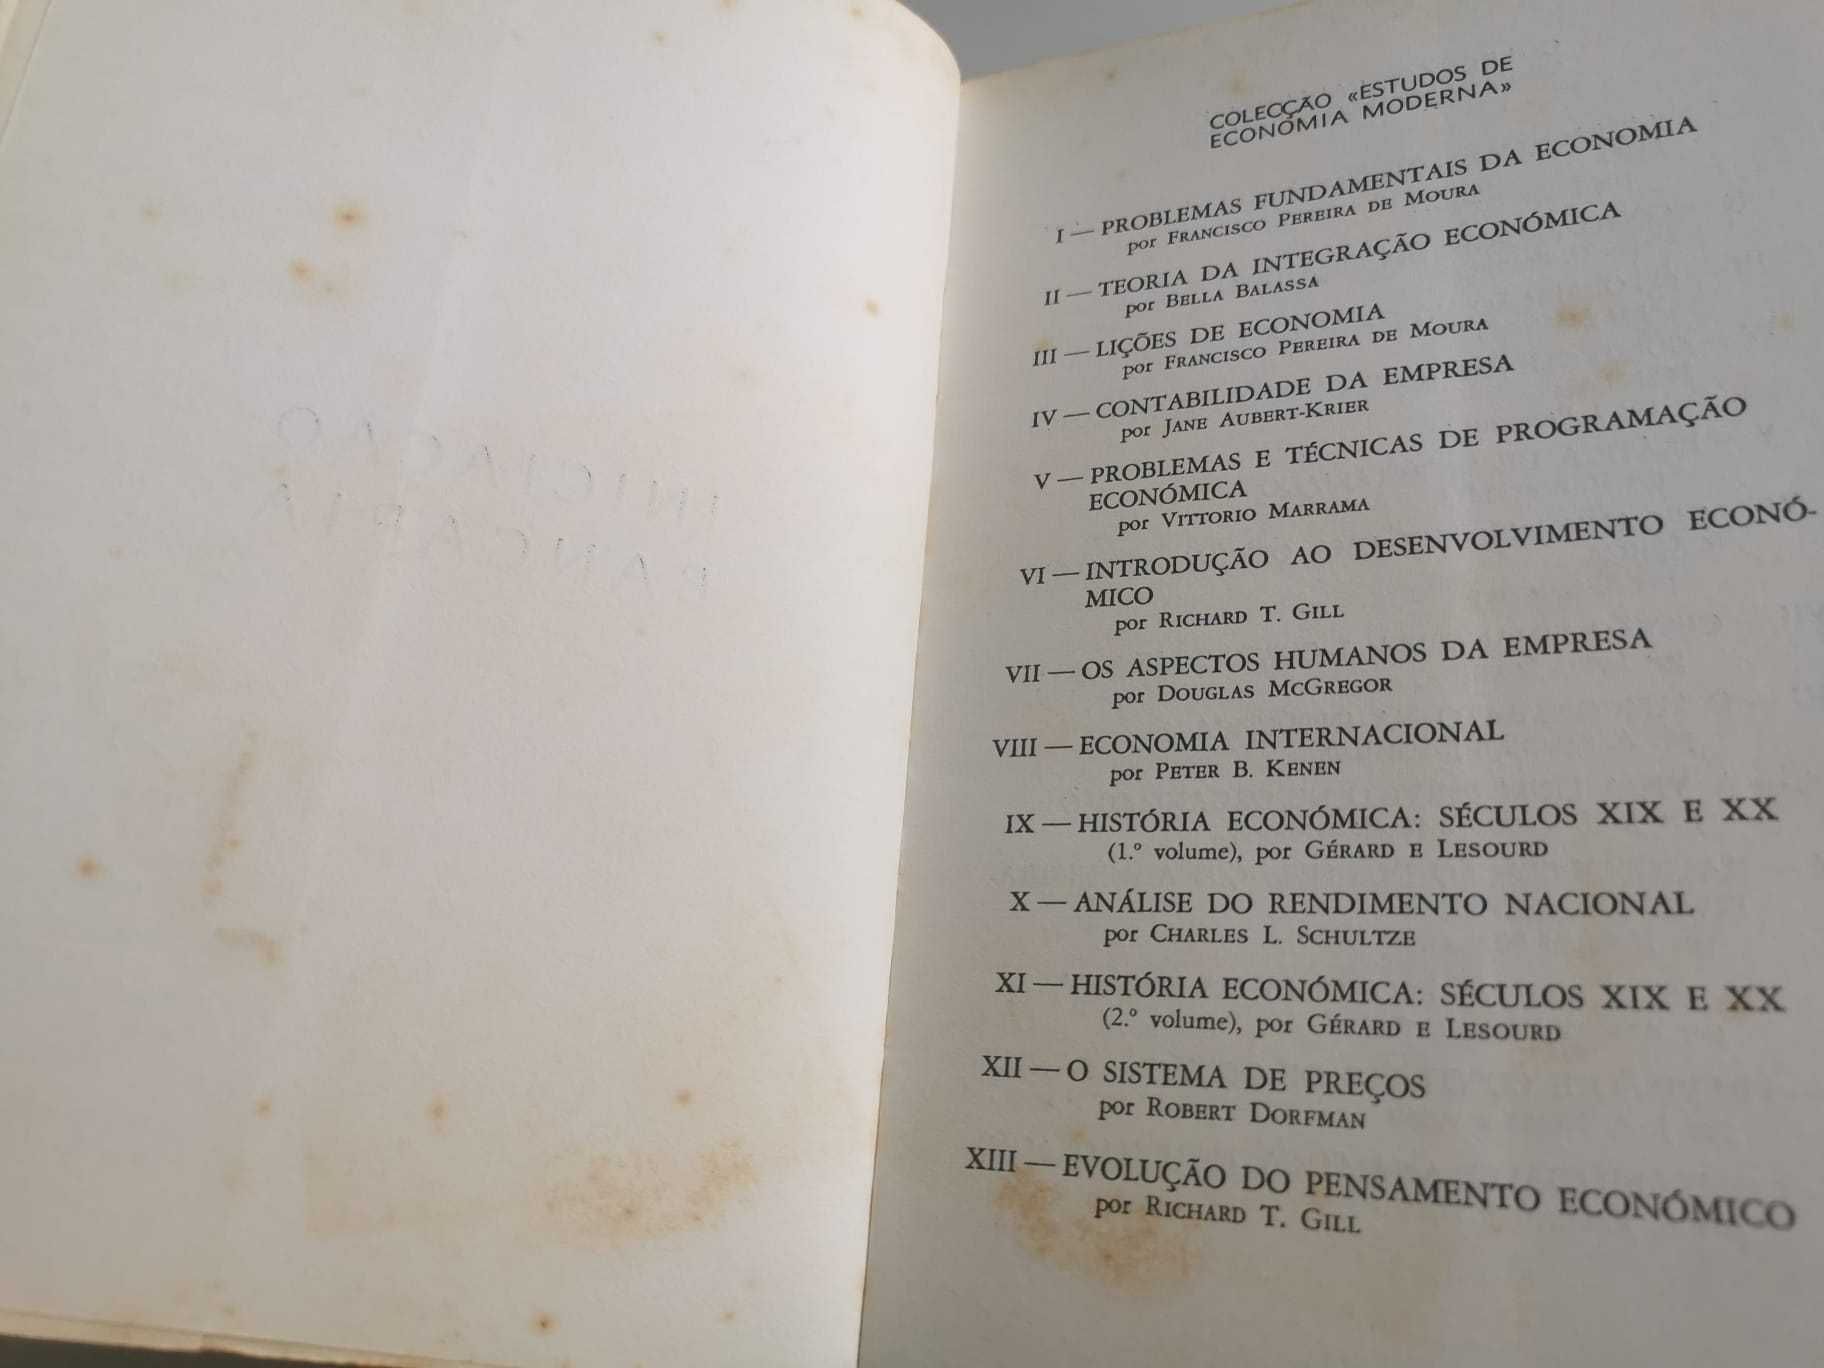 COLECÇÃO «ESTUDOS DE
ECONOMIA MODERNA»
I — PROBLEMAS FUNDAMENTAIS DA ECONOMIA
por FRANCISCO PEREIRA DE MOURA
II — TEORIA DA INTEGRAÇÃO ECONÓMICA
por BELLA BALASSA
III — LIÇÕES DE ECONOMIA
por FRANCISCO PEREIRA DE MOURA
IV — CONTABILIDADE DA EMPRESA
por JANE AUBERT-KRIER
V — PROBLEMAS E TÉCNICAS DE PROGRAMAÇÃO
ECONÓMICA
por VITTORIO MARRAMA
VI — INTRODUÇÃO AO DESENVOLVIMENTO ECONÓ-
MICO
por RICHARD T. GILL
VII — OS ASPECTOS HUMANOS DA EMPRESA
por DOUGLAS MCGREGOR
VIII — ECONOMIA INTERNACIONAL
por PETER B. KENEN
IX — HISTÓRIA ECONÓMICA: SÉCULOS XIX E XX
(1.º volume), por GÉRARD E LESOURD
X — ANÁLISE DO RENDIMENTO NACIONAL
por CHARLES L. SCHULTZE
XI — HISTÓRIA ECONÓMICA: SÉCULOS XIX E XX
(2.º volume), por GÉRARD E LESOURD
XII — O SISTEMA DE PREÇOS
por ROBERT DORFMAN
XIII — EVOLUÇÃO DO PENSAMENTO ECONÓMICO
por RICHARD T. GILL